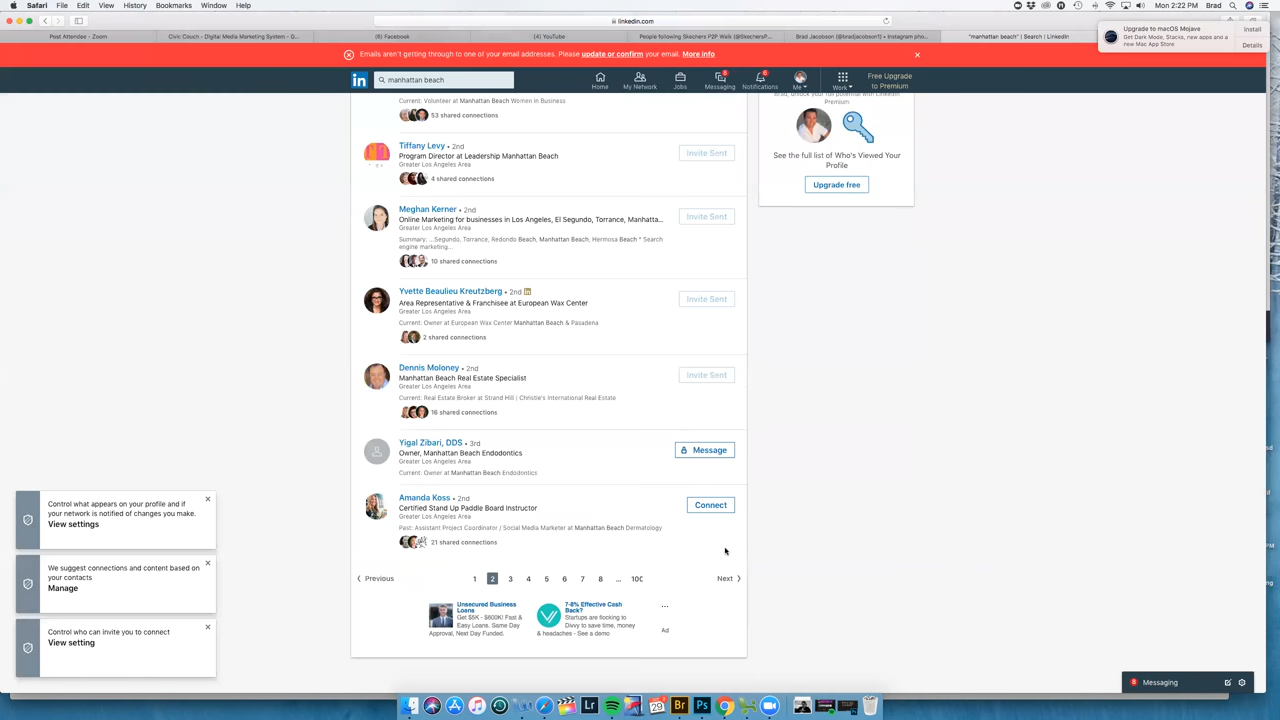 Safari File Edit View History Bookmarks Window Help
Mon 2:22 PM Brad
linkedin.com
Post Attendee - Zoom
Civic Couch - Digital Media Marketing System - G...
(6) Facebook
(4) YouTube
People following Skechers P2P Walk (@SkechersP...
Brad Jacobson (@bradjacobson1) • Instagram pho...
"manhattan beach" | Search | LinkedIn
Upgrade to macOS Mojave
Get Dark Mode, Stacks, new apps and a
new Mac App Store
Install
Details
Emails aren't getting through to one of your email addresses. Please update or confirm your email. More info
in
manhattan beach
Home
My Network
Jobs
8
Messaging
6
Notifications
Me
Work
Free Upgrade
to Premium
Current: Volunteer at Manhattan Beach Women In Business
53 shared connections
Tiffany Levy • 2nd
Program Director at Leadership Manhattan Beach
Greater Los Angeles Area
4 shared connections
Invite Sent
Meghan Kerner • 2nd
Online Marketing for businesses in Los Angeles, El Segundo, Torrance, Manhatta...
Greater Los Angeles Area
Summary: ...Segundo, Torrance, Redondo Beach, Manhattan Beach, Hermosa Beach * Search
engine marketing...
10 shared connections
Invite Sent
Yvette Beaulieu Kreutzberg • 2nd in
Area Representative & Franchisee at European Wax Center
Greater Los Angeles Area
Current: Owner at European Wax Center Manhattan Beach & Pasadena
2 shared connections
Invite Sent
Dennis Moloney • 2nd
Manhattan Beach Real Estate Specialist
Greater Los Angeles Area
Current: Real Estate Broker at Strand Hill | Christie's International Real Estate
16 shared connections
Invite Sent
Yigal Zibari, DDS • 3rd
Owner, Manhattan Beach Endodontics
Greater Los Angeles Area
Current: Owner at Manhattan Beach Endodontics
Message
Amanda Koss • 2nd
Certified Stand Up Paddle Board Instructor
Greater Los Angeles Area
Past: Assistant Project Coordinator / Social Media Marketer at Manhattan Beach Dermatology
21 shared connections
Connect
Previous 1 2 3 4 5 6 7 8 ... 100 Next
Unsecured Business
Loans
Get $5K - $600K! Fast &
Easy Loans. Same Day
Approval, Next Day Funded.
7-8% Effective Cash
Back?
Startups are flocking to
Divvy to save time, money
& headaches - See a demo
...
Ad
Brad, unlock your full potential with LinkedIn
Premium
See the full list of Who's Viewed Your
Profile
Upgrade free
Control what appears on your profile and if
your network is notified of changes you make.
View settings
We suggest connections and content based on
your contacts
Manage
Control who can invite you to connect
View setting
8 Messaging
Lr
29
Br
Ps